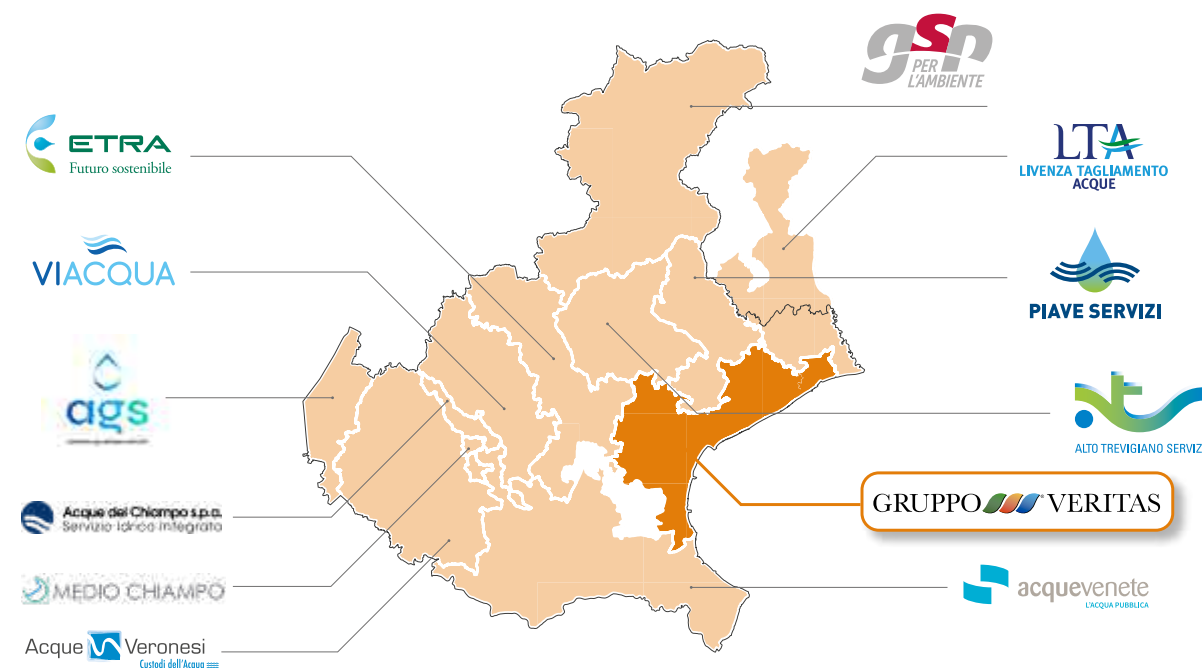 gsp
PER
L'AMBIENTE
ETRA
Futuro sostenibile
LTA
LIVENZA TAGLIAMENTO
ACQUE
VIACQUA
PIAVE SERVIZI
ags
ALTO TREVIGIANO SERVIZ
GRUPPO VERITAS
Acque del Chiampo s.p.a.
Servizio Idrico Integrato
MEDIO CHIAMPO
acquevenete
L'ACQUA PUBBLICA
Acque Veronesi
Custodi dell'Acqua